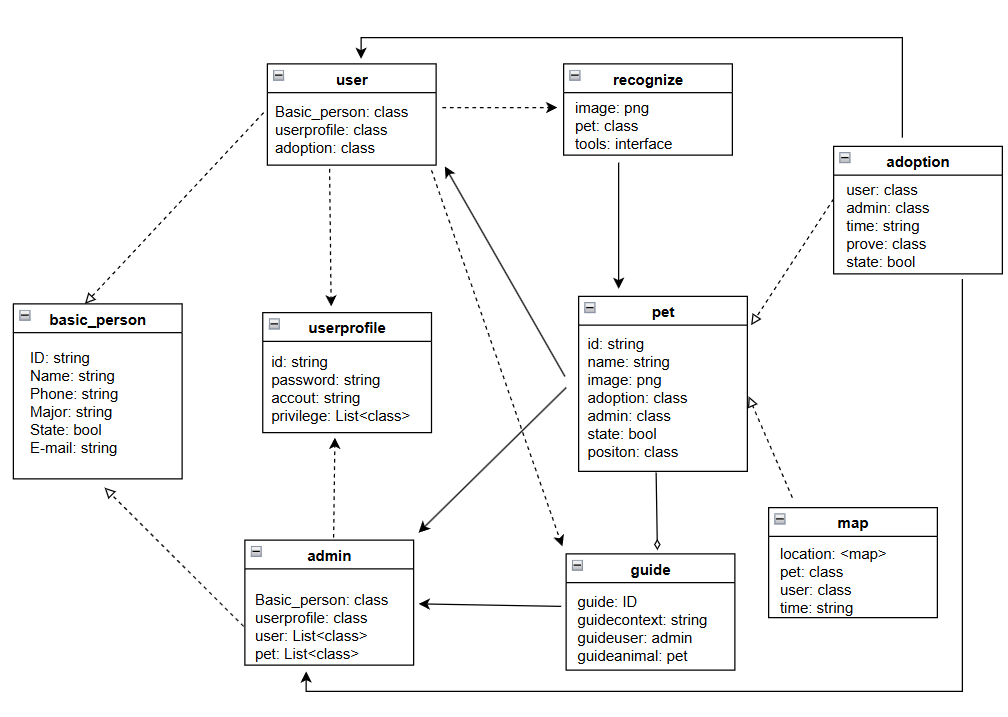 user
Basic_person: class
userprofile: class
adoption: class
recognize
image: png
pet: class
tools: interface
adoption
user: class
admin: class
time: string
prove: class
state: bool
basic_person
ID: string
Name: string
Phone: string
Major: string
State: bool
E-mail: string
userprofile
id: string
password: string
accout: string
privilege: List<class>
pet
id: string
name: string
image: png
adoption: class
admin: class
state: bool
positon: class
map
location: <map>
pet: class
user: class
time: string
admin
Basic_person: class
userprofile: class
user: List<class>
pet: List<class>
guide
guide: ID
guidecontext: string
guideuser: admin
guideanimal: pet